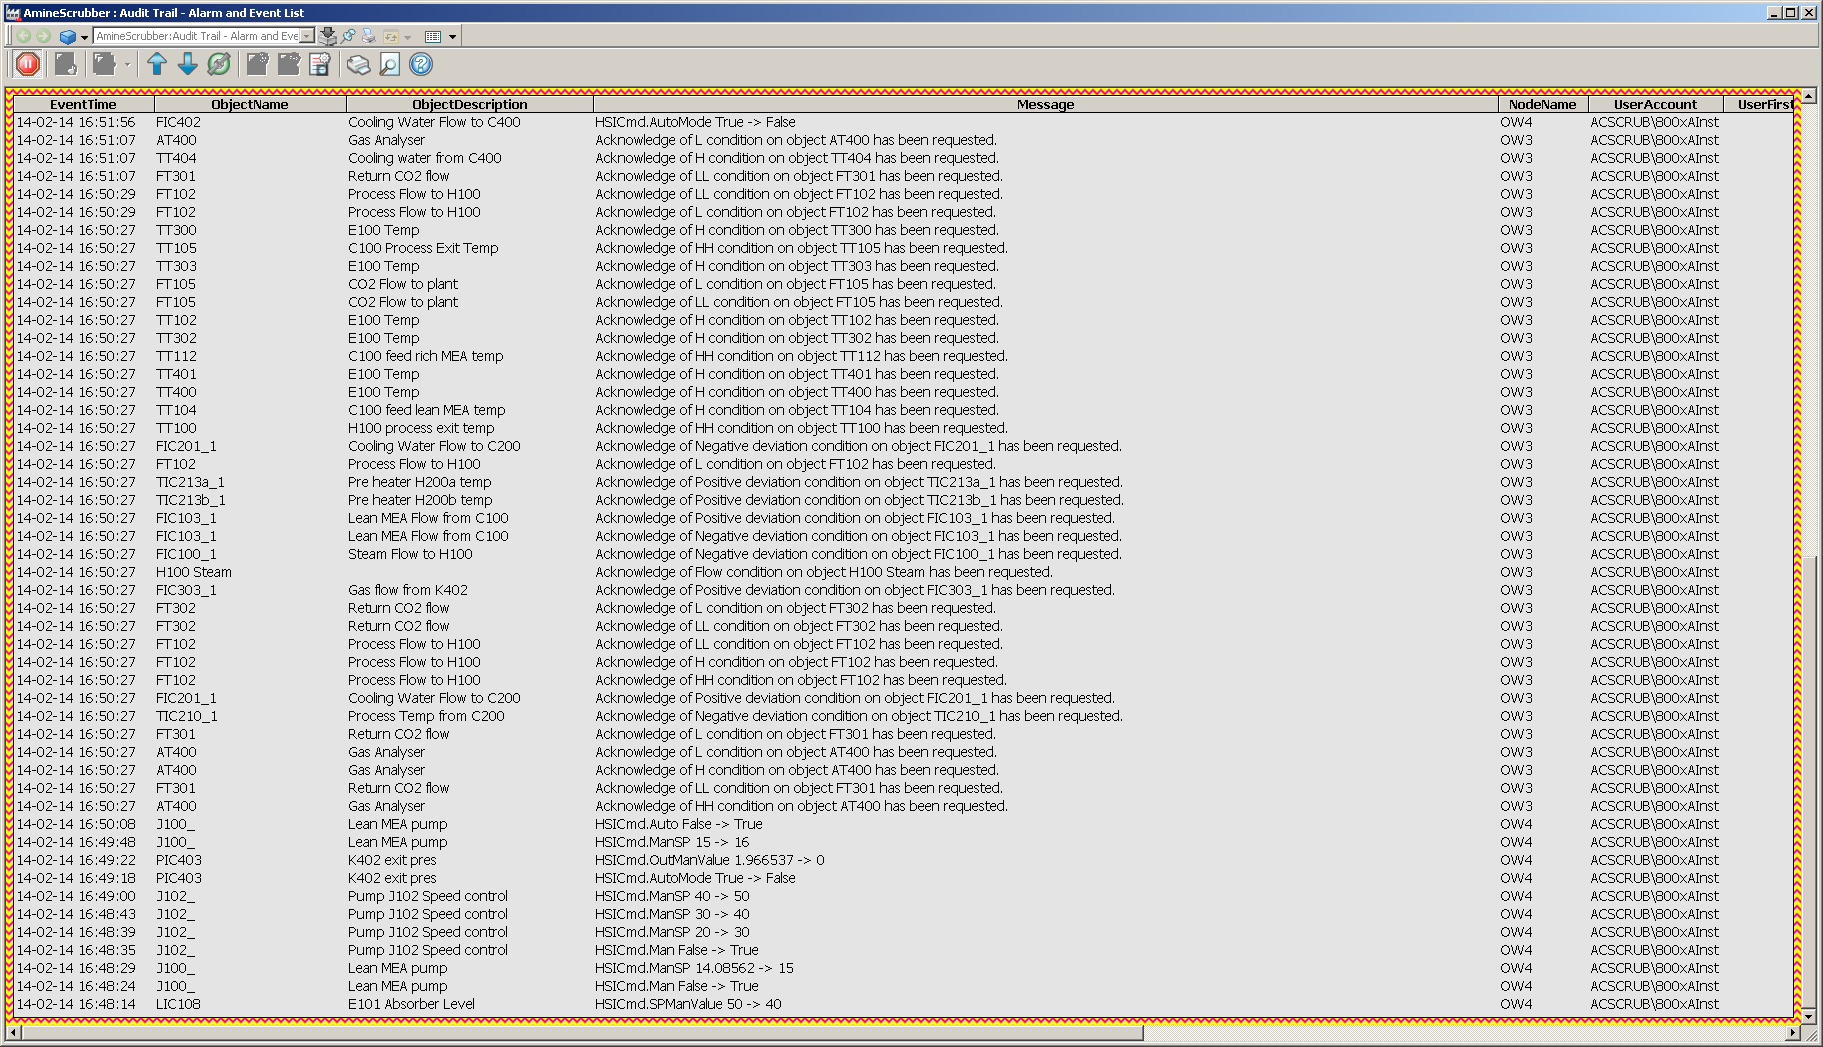 AmineScrubber : Audit Trail - Alarm and Event List
AmineScrubber:Audit Trail - Alarm and Eve
EventTime ObjectName ObjectDescription Message NodeName UserAccount UserFirst
14-02-14 16:51:56 FIC402 Cooling Water Flow to C400 HSICmd.AutoMode True -> False OW4 ACSCRUB\800xAInst
14-02-14 16:51:07 AT400 Gas Analyser Acknowledge of L condition on object AT400 has been requested. OW3 ACSCRUB\800xAInst
14-02-14 16:51:07 TT404 Cooling water from C400 Acknowledge of H condition on object TT404 has been requested. OW3 ACSCRUB\800xAInst
14-02-14 16:51:07 FT301 Return CO2 flow Acknowledge of LL condition on object FT301 has been requested. OW3 ACSCRUB\800xAInst
14-02-14 16:50:29 FT102 Process Flow to H100 Acknowledge of LL condition on object FT102 has been requested. OW3 ACSCRUB\800xAInst
14-02-14 16:50:29 FT102 Process Flow to H100 Acknowledge of L condition on object FT102 has been requested. OW3 ACSCRUB\800xAInst
14-02-14 16:50:27 TT300 E100 Temp Acknowledge of H condition on object TT300 has been requested. OW3 ACSCRUB\800xAInst
14-02-14 16:50:27 TT105 C100 Process Exit Temp Acknowledge of HH condition on object TT105 has been requested. OW3 ACSCRUB\800xAInst
14-02-14 16:50:27 TT303 E100 Temp Acknowledge of H condition on object TT303 has been requested. OW3 ACSCRUB\800xAInst
14-02-14 16:50:27 FT105 CO2 Flow to plant Acknowledge of L condition on object FT105 has been requested. OW3 ACSCRUB\800xAInst
14-02-14 16:50:27 FT105 CO2 Flow to plant Acknowledge of LL condition on object FT105 has been requested. OW3 ACSCRUB\800xAInst
14-02-14 16:50:27 TT102 E100 Temp Acknowledge of H condition on object TT102 has been requested. OW3 ACSCRUB\800xAInst
14-02-14 16:50:27 TT302 E100 Temp Acknowledge of H condition on object TT302 has been requested. OW3 ACSCRUB\800xAInst
14-02-14 16:50:27 TT112 C100 feed rich MEA temp Acknowledge of HH condition on object TT112 has been requested. OW3 ACSCRUB\800xAInst
14-02-14 16:50:27 TT401 E100 Temp Acknowledge of H condition on object TT401 has been requested. OW3 ACSCRUB\800xAInst
14-02-14 16:50:27 TT400 E100 Temp Acknowledge of H condition on object TT400 has been requested. OW3 ACSCRUB\800xAInst
14-02-14 16:50:27 TT104 C100 feed lean MEA temp Acknowledge of H condition on object TT104 has been requested. OW3 ACSCRUB\800xAInst
14-02-14 16:50:27 TT100 H100 process exit temp Acknowledge of HH condition on object TT100 has been requested. OW3 ACSCRUB\800xAInst
14-02-14 16:50:27 FIC201_1 Cooling Water Flow to C200 Acknowledge of Negative deviation condition on object FIC201_1 has been requested. OW3 ACSCRUB\800xAInst
14-02-14 16:50:27 FT102 Process Flow to H100 Acknowledge of L condition on object FT102 has been requested. OW3 ACSCRUB\800xAInst
14-02-14 16:50:27 TIC213a_1 Pre heater H200a temp Acknowledge of Positive deviation condition on object TIC213a_1 has been requested. OW3 ACSCRUB\800xAInst
14-02-14 16:50:27 TIC213b_1 Pre heater H200b temp Acknowledge of Positive deviation condition on object TIC213b_1 has been requested. OW3 ACSCRUB\800xAInst
14-02-14 16:50:27 FIC103_1 Lean MEA Flow from C100 Acknowledge of Positive deviation condition on object FIC103_1 has been requested. OW3 ACSCRUB\800xAInst
14-02-14 16:50:27 FIC103_1 Lean MEA Flow from C100 Acknowledge of Negative deviation condition on object FIC103_1 has been requested. OW3 ACSCRUB\800xAInst
14-02-14 16:50:27 FIC100_1 Steam Flow to H100 Acknowledge of Negative deviation condition on object FIC100_1 has been requested. OW3 ACSCRUB\800xAInst
14-02-14 16:50:27 H100 Steam Acknowledge of Flow condition on object H100 Steam has been requested. OW3 ACSCRUB\800xAInst
14-02-14 16:50:27 FIC303_1 Gas flow from K402 Acknowledge of Positive deviation condition on object FIC303_1 has been requested. OW3 ACSCRUB\800xAInst
14-02-14 16:50:27 FT302 Return CO2 flow Acknowledge of L condition on object FT302 has been requested. OW3 ACSCRUB\800xAInst
14-02-14 16:50:27 FT302 Return CO2 flow Acknowledge of LL condition on object FT302 has been requested. OW3 ACSCRUB\800xAInst
14-02-14 16:50:27 FT102 Process Flow to H100 Acknowledge of LL condition on object FT102 has been requested. OW3 ACSCRUB\800xAInst
14-02-14 16:50:27 FT102 Process Flow to H100 Acknowledge of H condition on object FT102 has been requested. OW3 ACSCRUB\800xAInst
14-02-14 16:50:27 FT102 Process Flow to H100 Acknowledge of HH condition on object FT102 has been requested. OW3 ACSCRUB\800xAInst
14-02-14 16:50:27 FIC201_1 Cooling Water Flow to C200 Acknowledge of Positive deviation condition on object FIC201_1 has been requested. OW3 ACSCRUB\800xAInst
14-02-14 16:50:27 TIC210_1 Process Temp from C200 Acknowledge of Negative deviation condition on object TIC210_1 has been requested. OW3 ACSCRUB\800xAInst
14-02-14 16:50:27 FT301 Return CO2 flow Acknowledge of L condition on object FT301 has been requested. OW3 ACSCRUB\800xAInst
14-02-14 16:50:27 AT400 Gas Analyser Acknowledge of L condition on object AT400 has been requested. OW3 ACSCRUB\800xAInst
14-02-14 16:50:27 AT400 Gas Analyser Acknowledge of H condition on object AT400 has been requested. OW3 ACSCRUB\800xAInst
14-02-14 16:50:27 FT301 Return CO2 flow Acknowledge of LL condition on object FT301 has been requested. OW3 ACSCRUB\800xAInst
14-02-14 16:50:27 AT400 Gas Analyser Acknowledge of HH condition on object AT400 has been requested. OW3 ACSCRUB\800xAInst
14-02-14 16:50:08 J100_ Lean MEA pump HSICmd.Auto False -> True OW4 ACSCRUB\800xAInst
14-02-14 16:49:48 J100_ Lean MEA pump HSICmd.ManSP 15 -> 16 OW4 ACSCRUB\800xAInst
14-02-14 16:49:22 PIC403 K402 exit pres HSICmd.OutManValue 1.966537 -> 0 OW4 ACSCRUB\800xAInst
14-02-14 16:49:18 PIC403 K402 exit pres HSICmd.AutoMode True -> False OW4 ACSCRUB\800xAInst
14-02-14 16:49:00 J102_ Pump J102 Speed control HSICmd.ManSP 40 -> 50 OW4 ACSCRUB\800xAInst
14-02-14 16:48:43 J102_ Pump J102 Speed control HSICmd.ManSP 30 -> 40 OW4 ACSCRUB\800xAInst
14-02-14 16:48:39 J102_ Pump J102 Speed control HSICmd.ManSP 20 -> 30 OW4 ACSCRUB\800xAInst
14-02-14 16:48:35 J102_ Pump J102 Speed control HSICmd.Man False -> True OW4 ACSCRUB\800xAInst
14-02-14 16:48:29 J100_ Lean MEA pump HSICmd.ManSP 14.08562 -> 15 OW4 ACSCRUB\800xAInst
14-02-14 16:48:24 J100_ Lean MEA pump HSICmd.Man False -> True OW4 ACSCRUB\800xAInst
14-02-14 16:48:14 LIC108 E101 Absorber Level HSICmd.SPManValue 50 -> 40 OW4 ACSCRUB\800xAInst